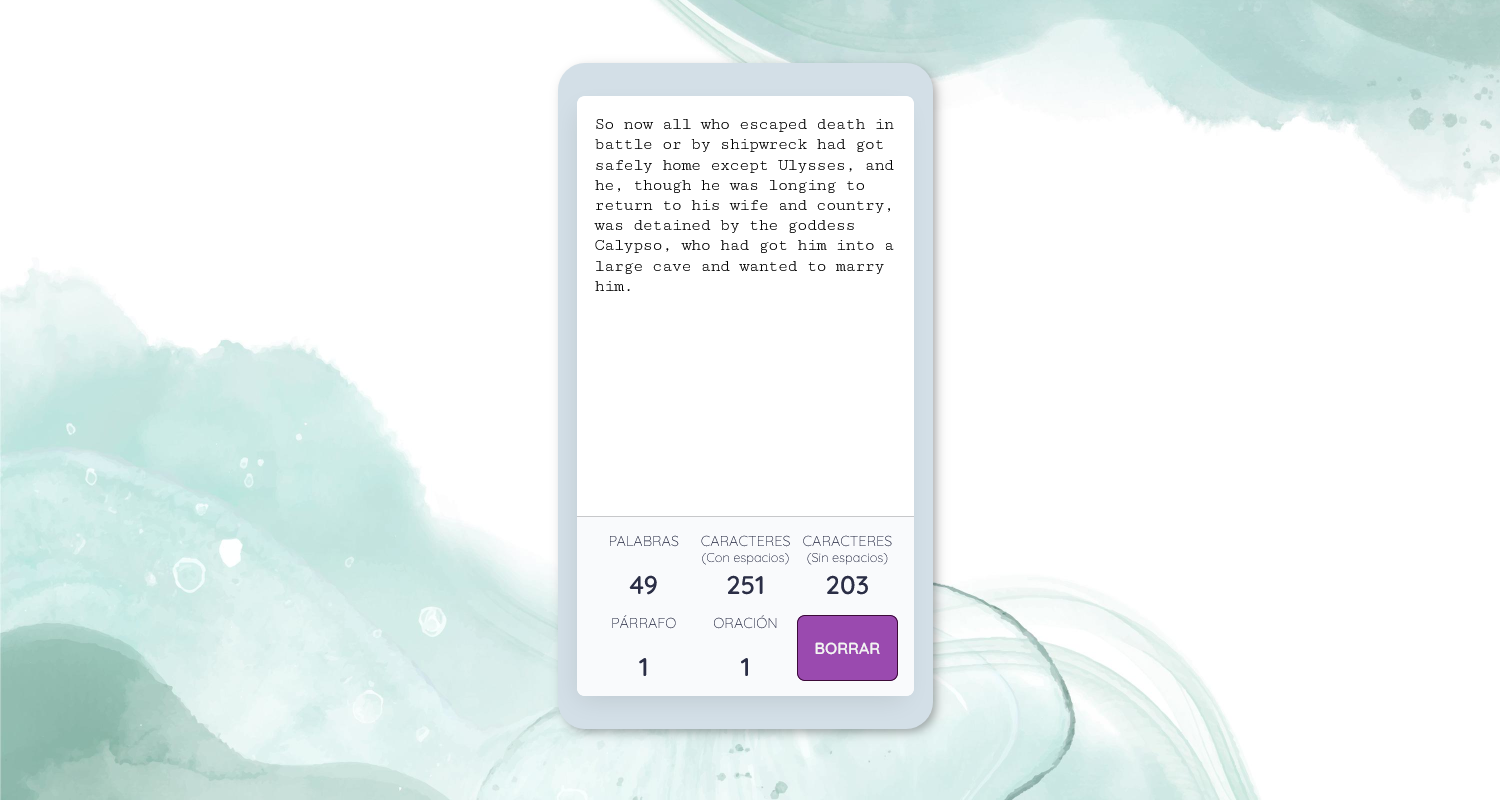 So now all who escaped death in
battle or by shipwreck had got
safely home except Ulysses, and
he, though he was longing to
return to his wife and country,
was detained by the goddess
Calypso, who had got him into a
large cave and wanted to marry
him.
PALABRAS
49
CARACTERES
(Con espacios)
251
CARACTERES
(Sin espacios)
203
PÁRRAFO
1
ORACIÓN
1
BORRAR